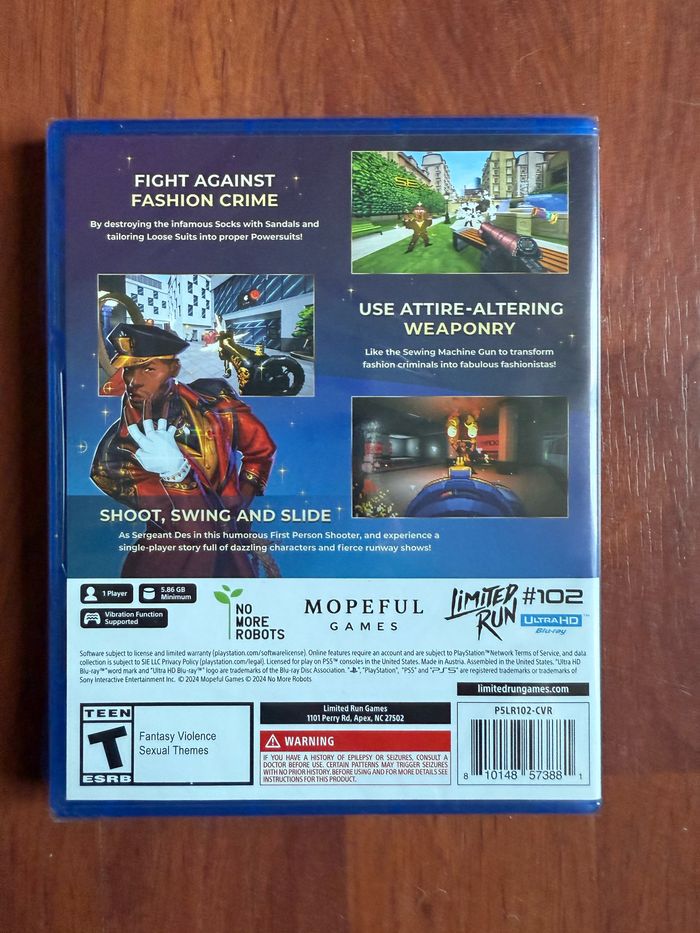 FIGHT AGAINST
FASHION CRIME
By destroying the infamous Socks with Sandals and
tailoring Loose Suits into proper Powersuits!
USE ATTIRE-ALTERING
WEAPONRY
Like the Sewing Machine Gun to transform
fashion criminals into fabulous fashionistas!
SHOOT, SWING AND SLIDE
As Sergeant Des in this humorous First Person Shooter, and experience a
single-player story full of dazzling characters and fierce runway shows!
1 Player
5.86 GB
Minimum
Vibration Function
Supported
NO
MORE
ROBOTS
MOPEFUL
GAMES
LIMITED
RUN
#102
ULTRA HD
Blu-ray™
Software subject to license and limited warranty (playstation.com/softwarelicense). Online features require an account and are subject to PlayStation™Network Terms of Service, and data
collection is subject to SIE LLC Privacy Policy (playstation.com/legal). Licensed for play on PS5™ consoles in the United States. Made in Austria. Assembled in the United States. "Ultra HD
Blu-ray™" word mark and "Ultra HD Blu-ray™" logo are trademarks of the Blu-ray Disc Association. "PS", "PlayStation", "PS5" and "PS5" are registered trademarks or trademarks of
Sony Interactive Entertainment Inc. © 2024 Mopeful Games © 2024 No More Robots
limitedrungames.com
TEEN
T
ESRB
Fantasy Violence
Sexual Themes
Limited Run Games
1101 Perry Rd, Apex, NC 27502
WARNING
IF YOU HAVE A HISTORY OF EPILEPSY OR SEIZURES, CONSULT A
DOCTOR BEFORE USE. CERTAIN PATTERNS MAY TRIGGER SEIZURES
WITH NO PRIOR HISTORY. BEFORE USING AND FOR MORE DETAILS SEE
INSTRUCTIONS FOR THIS PRODUCT.
P5LR102-CVR
8 10148 57388 1